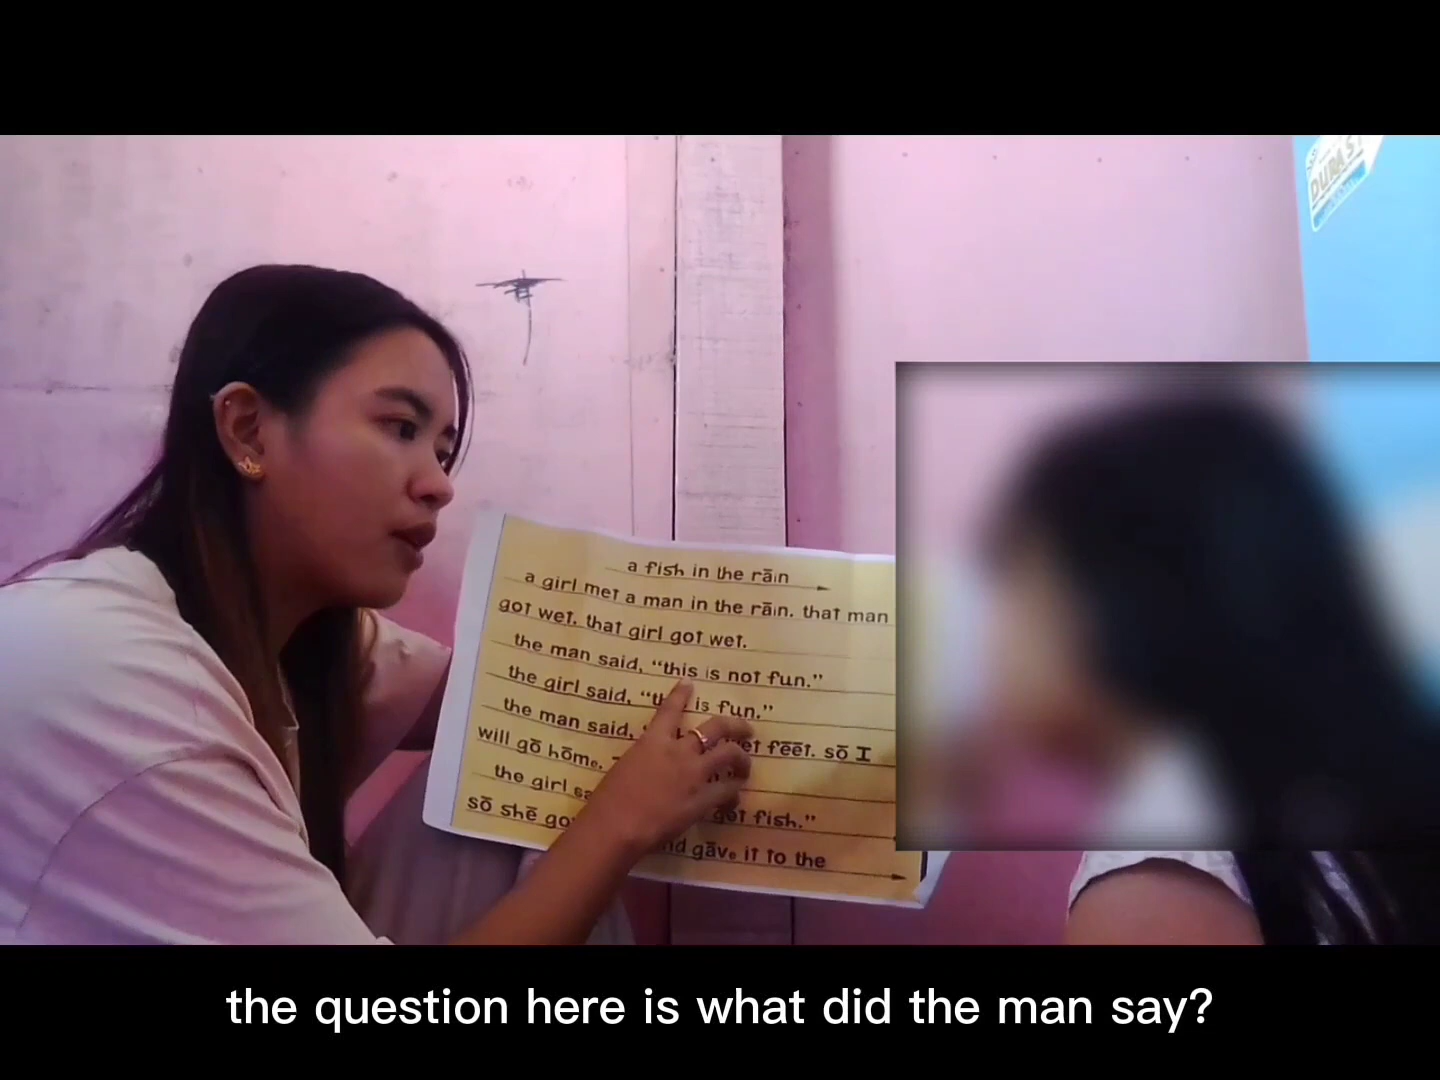 DURAS
a fish in the rāin
a girl met a man in the rāin. that man
got wet. that girl got wet.
the man said, “this is not fun.”
the girl said, “ is fun.”
the man said, “ fēēt. sō I
will gō hōme.
the girl got fish.”
sō shē gāve it to the
the question here is what did the man say?